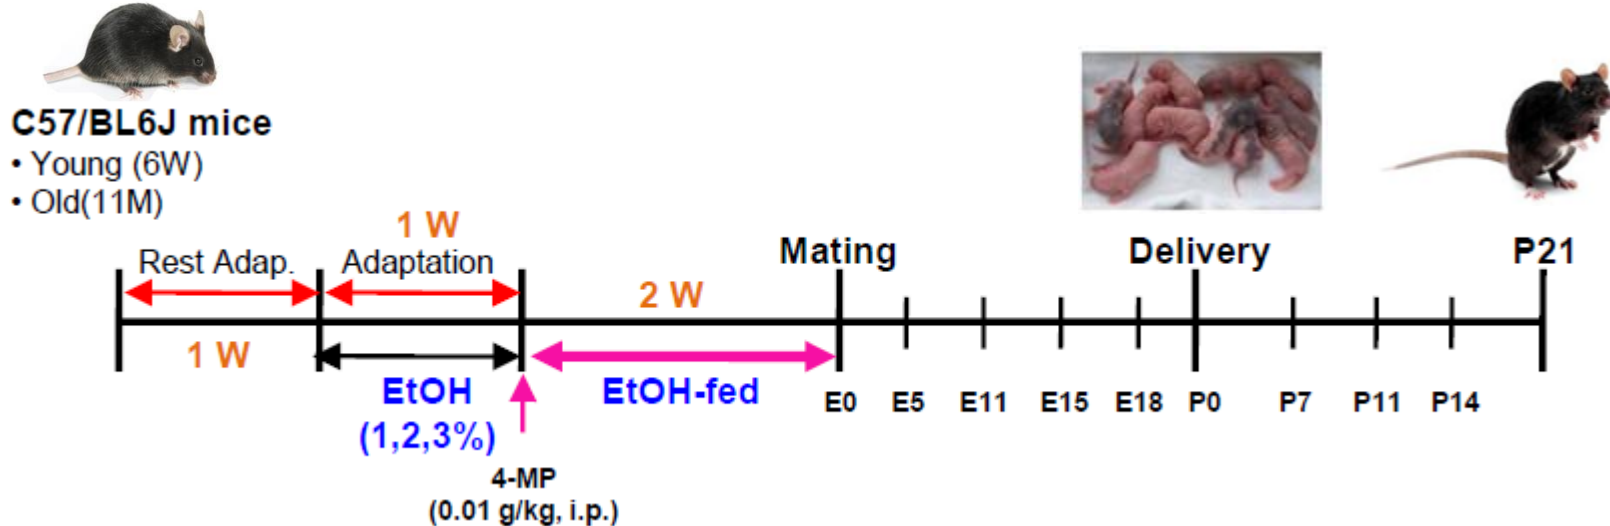 C57/BL6J mice
• Young (6W)
• Old(11M)
1 W
Rest Adap.
Adaptation
Mating
Delivery
P21
2 W
1 W
EtOH
(1,2,3%)
EtOH-fed
E0
E5
E11
E15
E18
P0
P7
P11
P14
4-MP
(0.01 g/kg, i.p.)